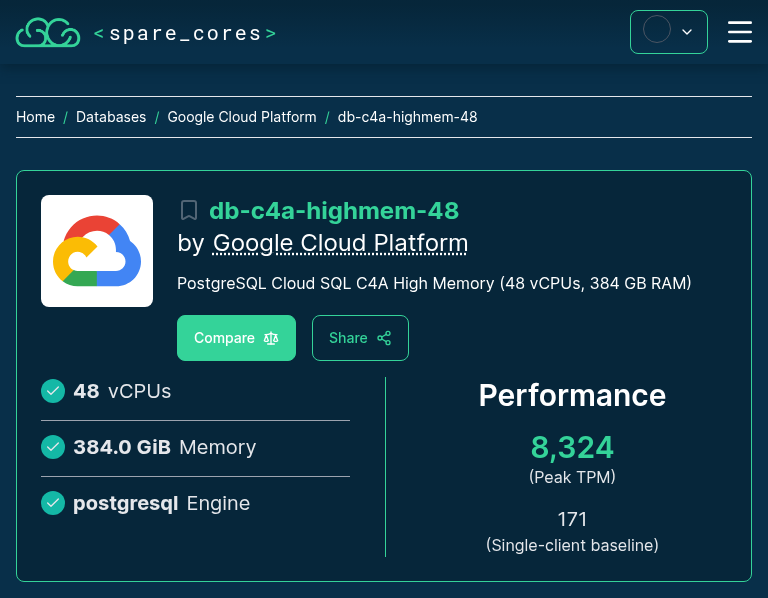 <spare_cores>
Home / Databases / Google Cloud Platform / db-c4a-highmem-48
db-c4a-highmem-48
by Google Cloud Platform
PostgreSQL Cloud SQL C4A High Memory (48 vCPUs, 384 GB RAM)
Compare
Share
48 vCPUs
384.0 GiB Memory
postgresql Engine
Performance
8,324
(Peak TPM)
171
(Single-client baseline)